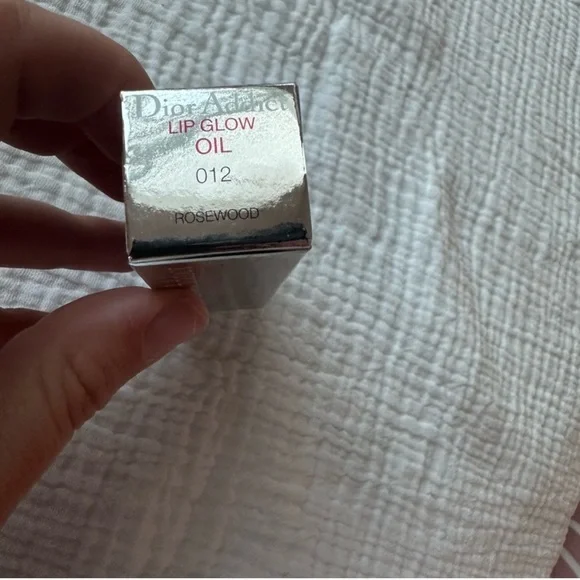 Dior Addict
LIP GLOW
OIL
012
ROSEWOOD